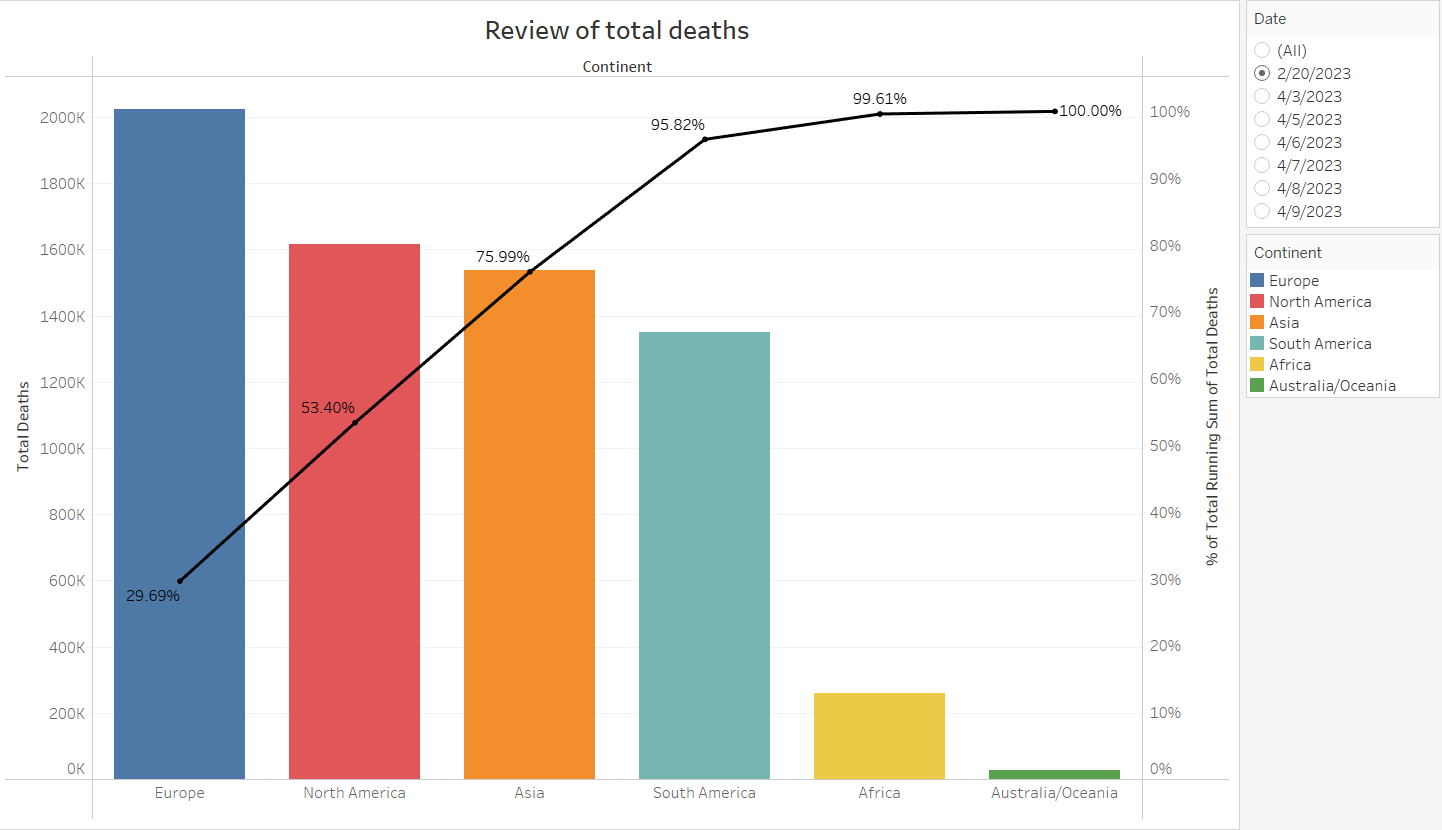 Review of total deaths
Continent
Total Deaths
2000K
1800K
1600K
1400K
1200K
1000K
800K
600K
400K
200K
0K
29.69%
53.40%
75.99%
95.82%
99.61%
100.00%
100%
90%
80%
70%
60%
50%
40%
30%
20%
10%
0%
% of Total Running Sum of Total Deaths
Europe
North America
Asia
South America
Africa
Australia/Oceania
Date
(All)
2/20/2023
4/3/2023
4/5/2023
4/6/2023
4/7/2023
4/8/2023
4/9/2023
Continent
Europe
North America
Asia
South America
Africa
Australia/Oceania